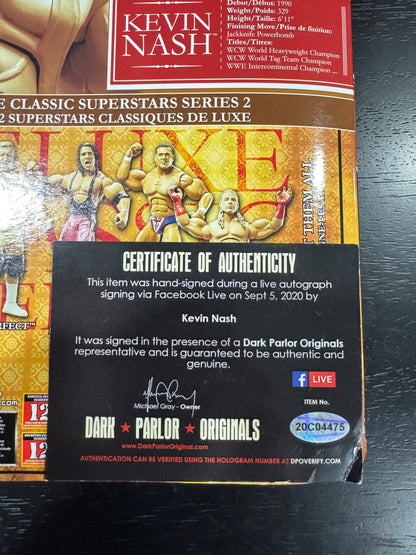 KEVIN
NASH™
Debut/Début: 1990
Weight/Poids: 329
Height/Taille: 6'11"
Finishing Move/Prise de finition:
Jackknife Powerbomb
Titles/Titres:
WCW World Heavyweight Champion
WCW World Tag Team Champion
WWE Intercontinental Champion ....
E CLASSIC SUPERSTARS SERIES 2
2 SUPERSTARS CLASSIQUES DE LUXE
CERTIFICATE OF AUTHENTICITY
This item was hand-signed during a live autograph
signing via Facebook Live on Sept 5, 2020 by
Kevin Nash
It was signed in the presence of a Dark Parlor Originals
representative and is guaranteed to be authentic and
genuine.
f LIVE
Michael Gray - Owner
ITEM No.
20C04475
DARK ★ PARLOR ★ ORIGINALS
www.DarkParlorOriginal.com
AUTHENTICATION CAN BE VERIFIED USING THE HOLOGRAM NUMBER AT DPOVERIFY.COM